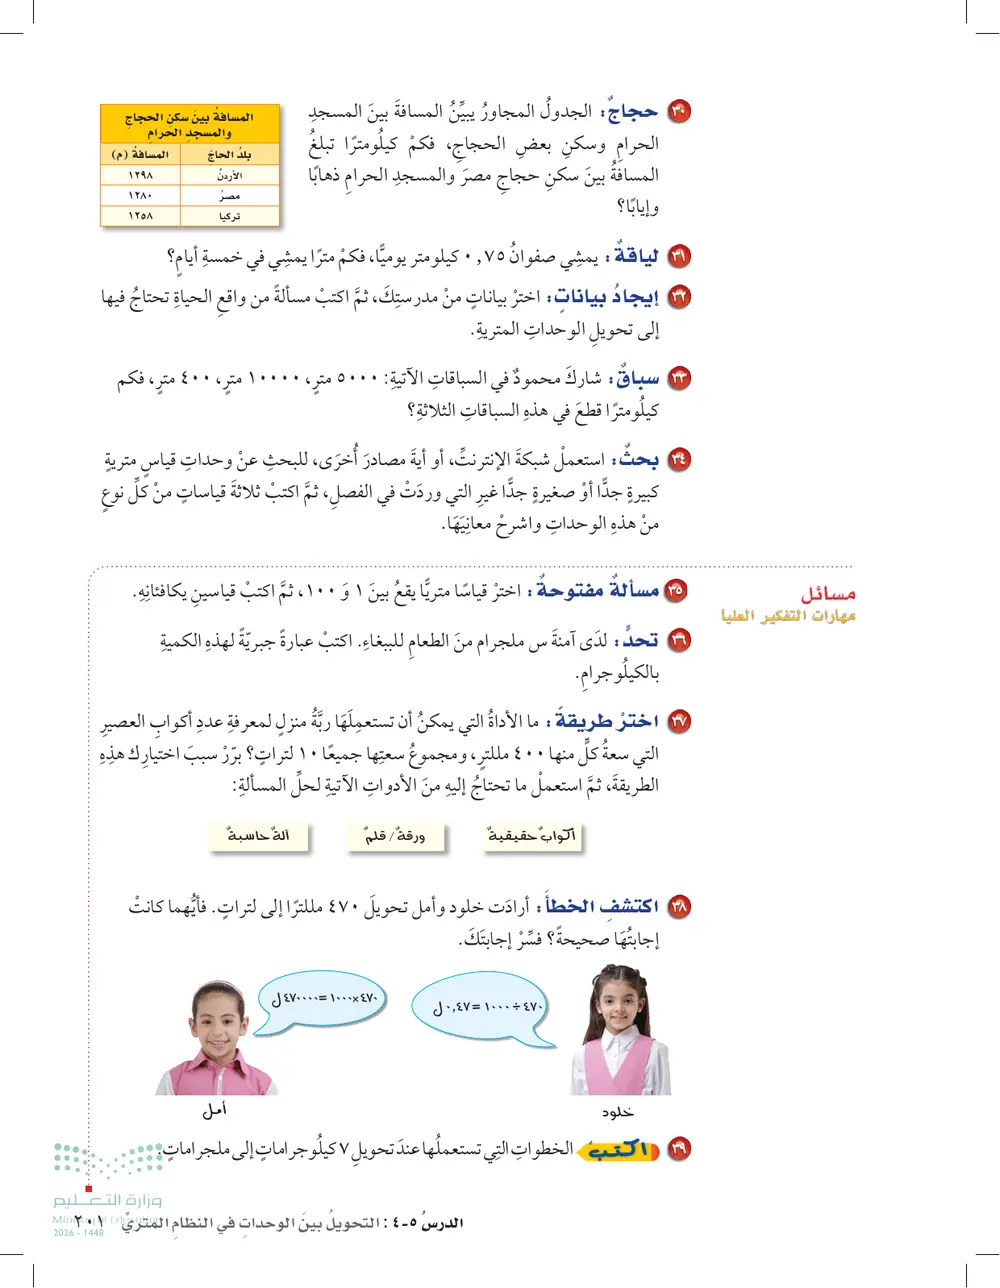 ٣٠ حجاجٌ: الجدولُ المجاورُ يبيِّنُ المسافةَ بينَ المسجدِ
الحرامِ وسكنِ بعضِ الحجاجِ، فكمْ كيلُومترًا تبلغُ
المسافةُ بينَ سكنِ حجاجِ مصرَ والمسجدِ الحرامِ ذهابًا
وإيابًا؟
المسافةُ بينَ سكنِ الحجاجِ
والمسجدِ الحرامِ
بلدُ الحاجِّ المسافةُ (م)
الأردنُ ١٢٩٨
مصرُ ١٢٨٠
تركيا ١٢٥٨
٣١ لياقةٌ: يمشِي صفوانُ ٠,٧٥ كيلومتر يوميًّا، فكمْ مترًا يمشِي في خمسةِ أيامٍ؟
٣٢ إيجادُ بياناتٍ: اخترْ بياناتٍ منْ مدرستِكَ، ثمَّ اكتبْ مسألةً من واقعِ الحياةِ تحتاجُ فيها
إلى تحويلِ الوحداتِ المتريةِ.
٣٣ سباقٌ: شاركَ محمودٌ في السباقاتِ الآتيةِ: ٥٠٠٠ مترٍ، ١٠٠٠٠ مترٍ، ٤٠٠ مترٍ، فكم
كيلُومترًا قطعَ في هذهِ السباقاتِ الثلاثةِ؟
٣٤ بحثٌ: استعملْ شبكةَ الإنترنتِّ، أو أيةَ مصادرَ أُخرَى، للبحثِ عنْ وحداتِ قياسٍ متريةٍ
كبيرةٍ جدًّا أوْ صغيرةٍ جدًّا غيرِ التي وردَتْ في الفصلِ، ثمَّ اكتبْ ثلاثةَ قياساتٍ منْ كلِّ نوعٍ
منْ هذهِ الوحداتِ واشرحْ معانِيَهَا.
مسائل
مهارات التفكير العليا
٣٥ مسألةٌ مفتوحةٌ: اخترْ قياسًا متريًّا يقعُ بينَ ١ وَ ١٠٠، ثمَّ اكتبْ قياسينِ يكافئانِهِ.
٣٦ تحدٍّ: لدَى آمنةَ س ملجرام منَ الطعامِ للببغاءِ. اكتبْ عبارةً جبريّةً لهذهِ الكميةِ
بالكيلُوجرامِ.
٣٧ اخترْ طريقةً: ما الأداةُ التي يمكنُ أن تستعمِلَهَا ربَّةُ منزلٍ لمعرفةِ عددِ أكوابِ العصيرِ
التي سعةُ كلٍّ منها ٤٠٠ مللترٍ، ومجموعُ سعتِها جميعًا ١٠ لتراتٍ؟ برّرْ سببَ اختيارِك هذِهِ
الطريقةَ، ثمَّ استعملْ ما تحتاجُ إليهِ منَ الأدواتِ الآتيةِ لحلِّ المسألةِ:
أكوابٌ حقيقيةٌ
ورقةٌ / قلمٌ
آلةٌ حاسبةٌ
٣٨ اكتشفِ الخطأَ: أرادَت خلود وأمل تحويلَ ٤٧٠ مللترًا إلى لتراتٍ. فأيُّهما كانتْ
إجابتُهَا صحيحةً؟ فسِّرْ إجابتَكَ.
٤٧٠ ÷ ١٠٠٠ = ٠,٤٧ ل
٤٧٠×١٠٠٠ = ٤٧٠٠٠٠ ل
خلود
أمل
٣٩ اكتبْ الخطواتِ التِي تستعملُها عندَ تحويلِ ٧ كيلُوجراماتٍ إلى ملجراماتٍ.
وزارة التعـليم
Ministry of Education
2026 - 1448
الدرسُ ٥-٤: التحويلُ بينَ الوحداتِ في النظامِ المتريِّ ٢٠١